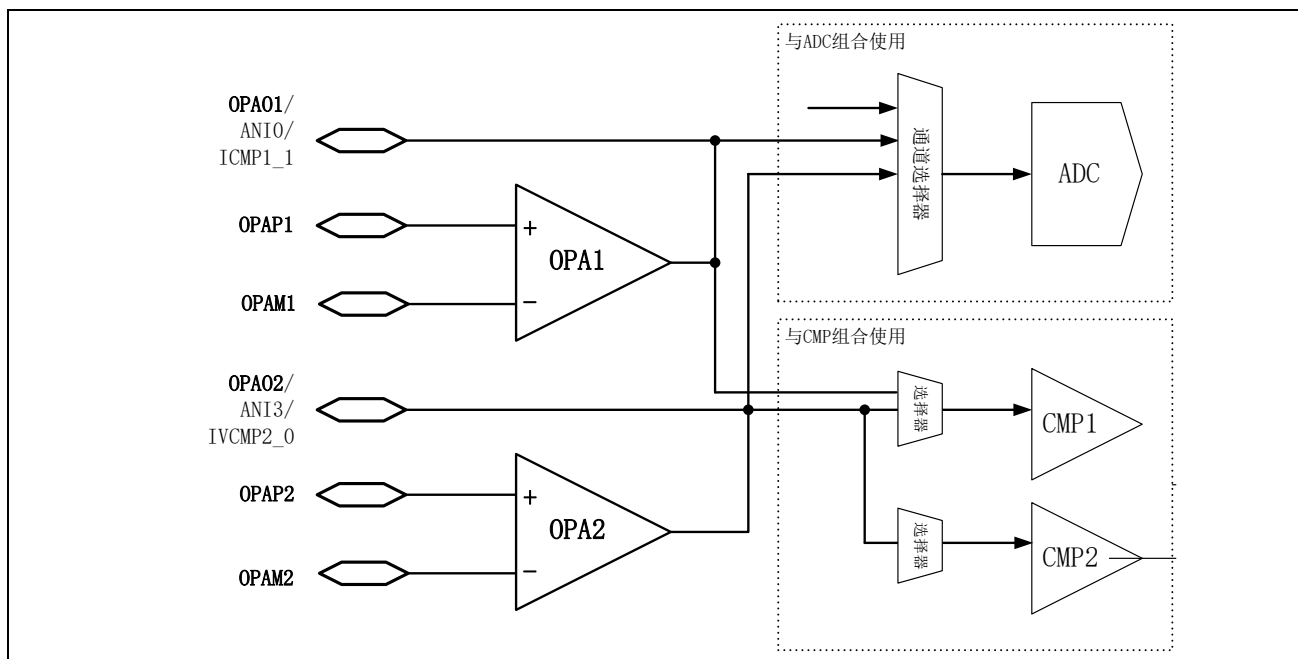 与ADC组合使用
OPAO1/
ANI0/
ICMP1_1
通道选择器
ADC
OPAP1
+
OPA1
OPAM1
−
与CMP组合使用
OPAO2/
ANI3/
IVCMP2_0
选择器
CMP1
OPAP2
+
OPA2
选择器
CMP2
OPAM2
−